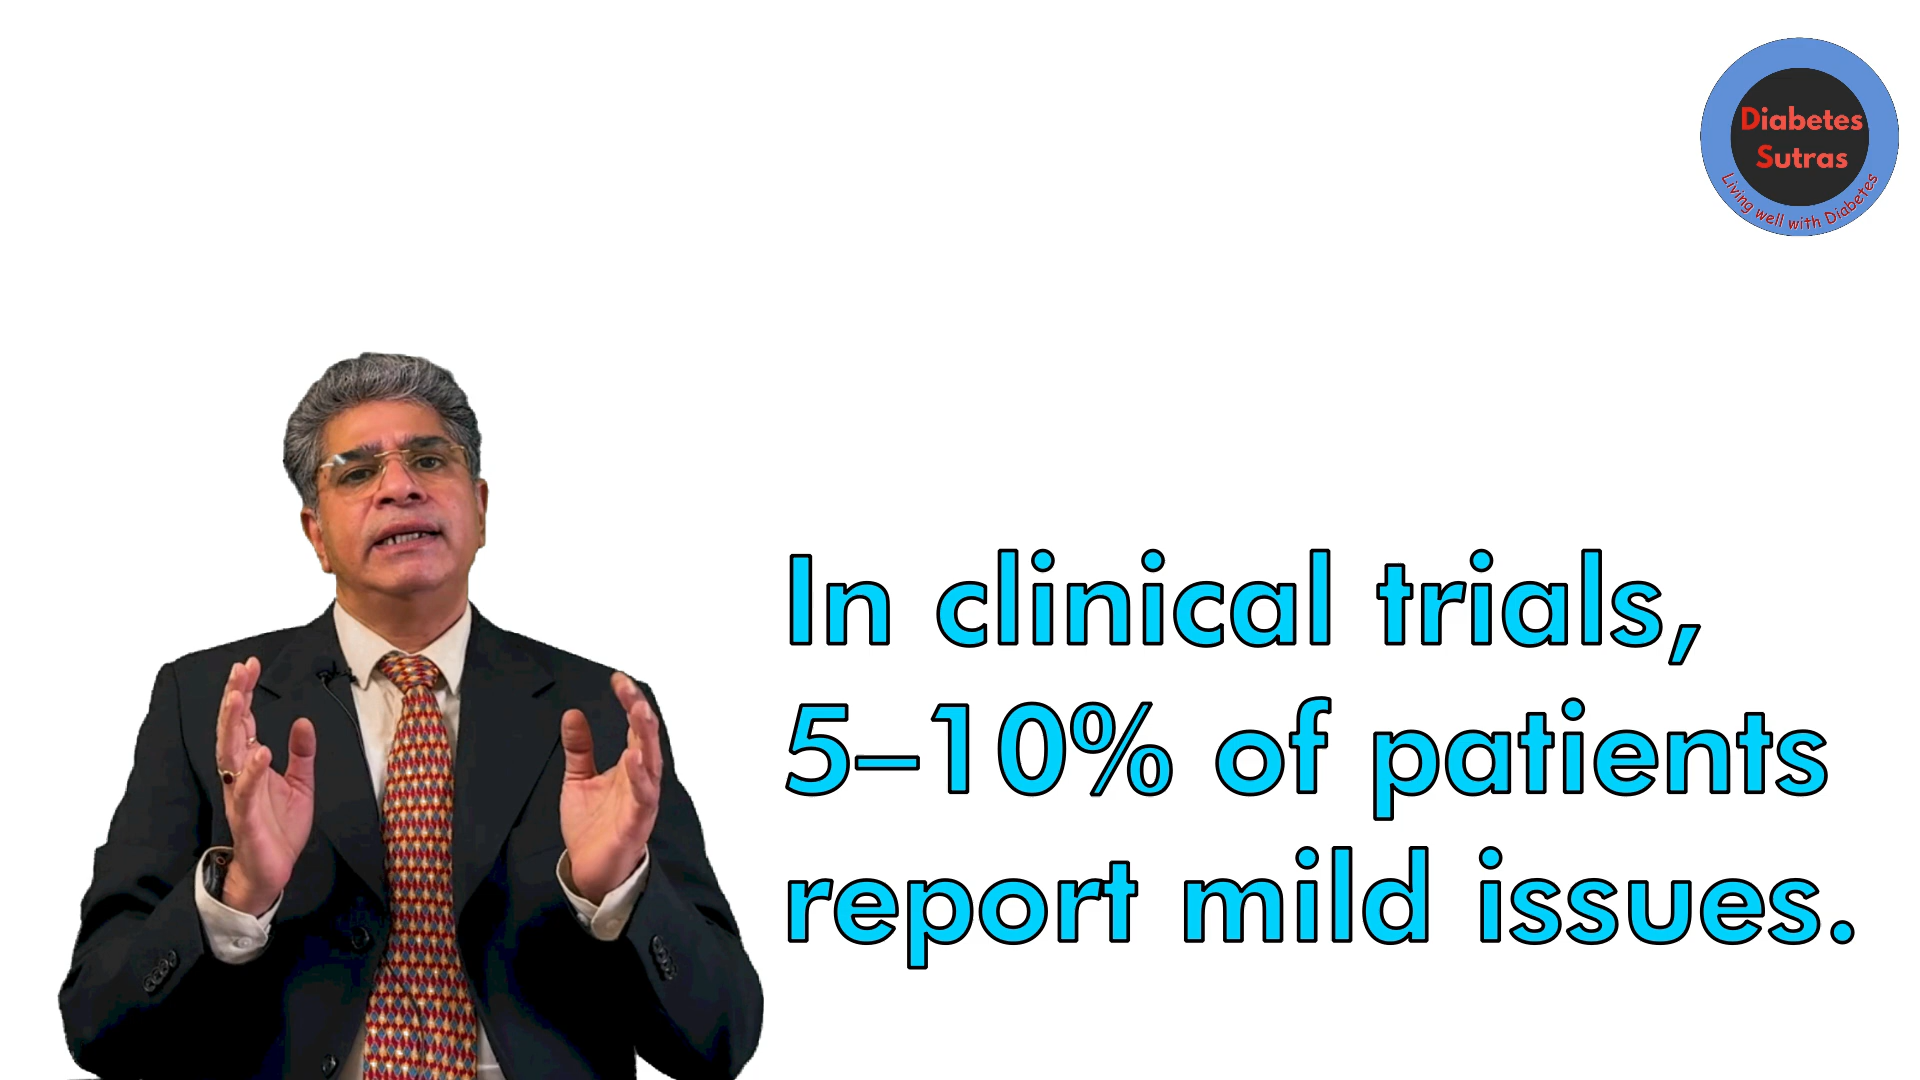 Diabetes
Sutras
Living well with Diabetes
In clinical trials,
5–10% of patients
report mild issues.